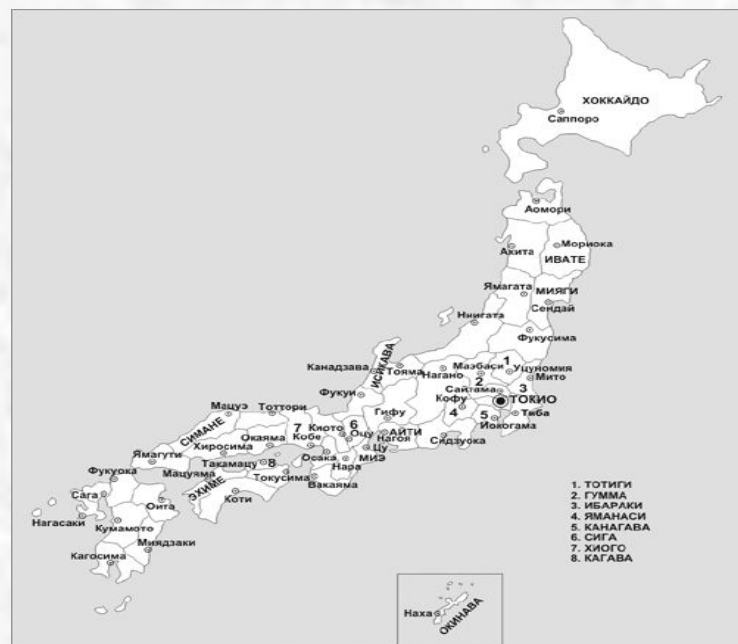 ХОККАЙДО
Саппоро
Аомори
Акита
Мориока
ИВАТЕ
Ямагата
МИЯГИ
Сендай
Ниигата
Фукусима
ИСИКАВА
Канадзава
Тояма
Нагано
Маэбаси
1
Уцуномия
2
Мито
Сайтама
3
Фукуи
Кофу
ТОКИО
4
Гифу
5
Тиба
Иокогама
Мацуэ
Тоттори
6
Киото
Оцу
АЙТИ
Нагоя
Сидзуока
СИМАНЕ
7
Кобе
Окаяма
Цу
Хиросима
Осака
МИЭ
Ямагути
Такамацу
8
Нара
Фукуока
Мацуяма
Токусима
Вакаяма
ЭХИМЕ
Сага
Оита
Коти
Нагасаки
Кумамото
Миядзаки
Кагосима
1. ТОТИГИ
2. ГУММА
3. ИБАРАКИ
4. ЯМАНАСИ
5. КАНАГАВА
6. СИГА
7. ХИОГО
8. КАГАВА
Наха
ОКИНАВА